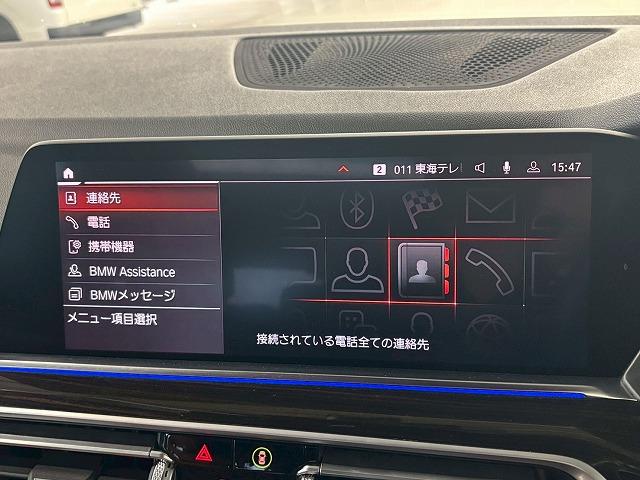 2 011 東海テレ 15:47
連絡先
電話
携帯機器
BMW Assistance
BMWメッセージ
メニュー項目選択
接続されている電話全ての連絡先